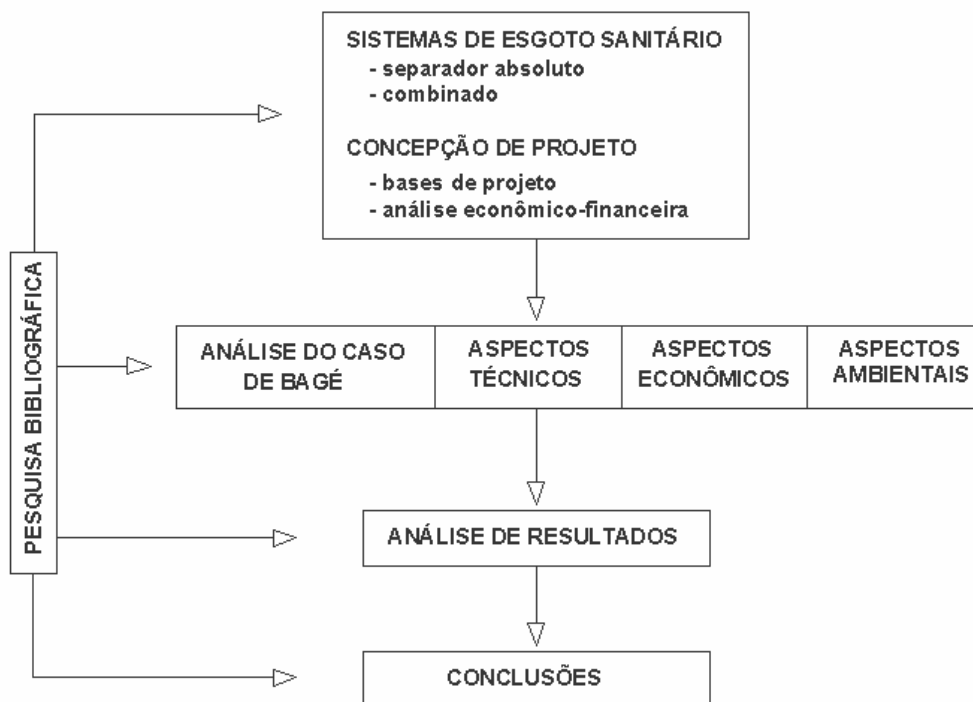 SISTEMAS DE ESGOTO SANITÁRIO
- separador absoluto
- combinado
CONCEPÇÃO DE PROJETO
- bases de projeto
- análise econômico-financeira
PESQUISA BIBLIOGRÁFICA
ANÁLISE DO CASO
DE BAGÉ
ASPECTOS
TÉCNICOS
ASPECTOS
ECONÔMICOS
ASPECTOS
AMBIENTAIS
ANÁLISE DE RESULTADOS
CONCLUSÕES